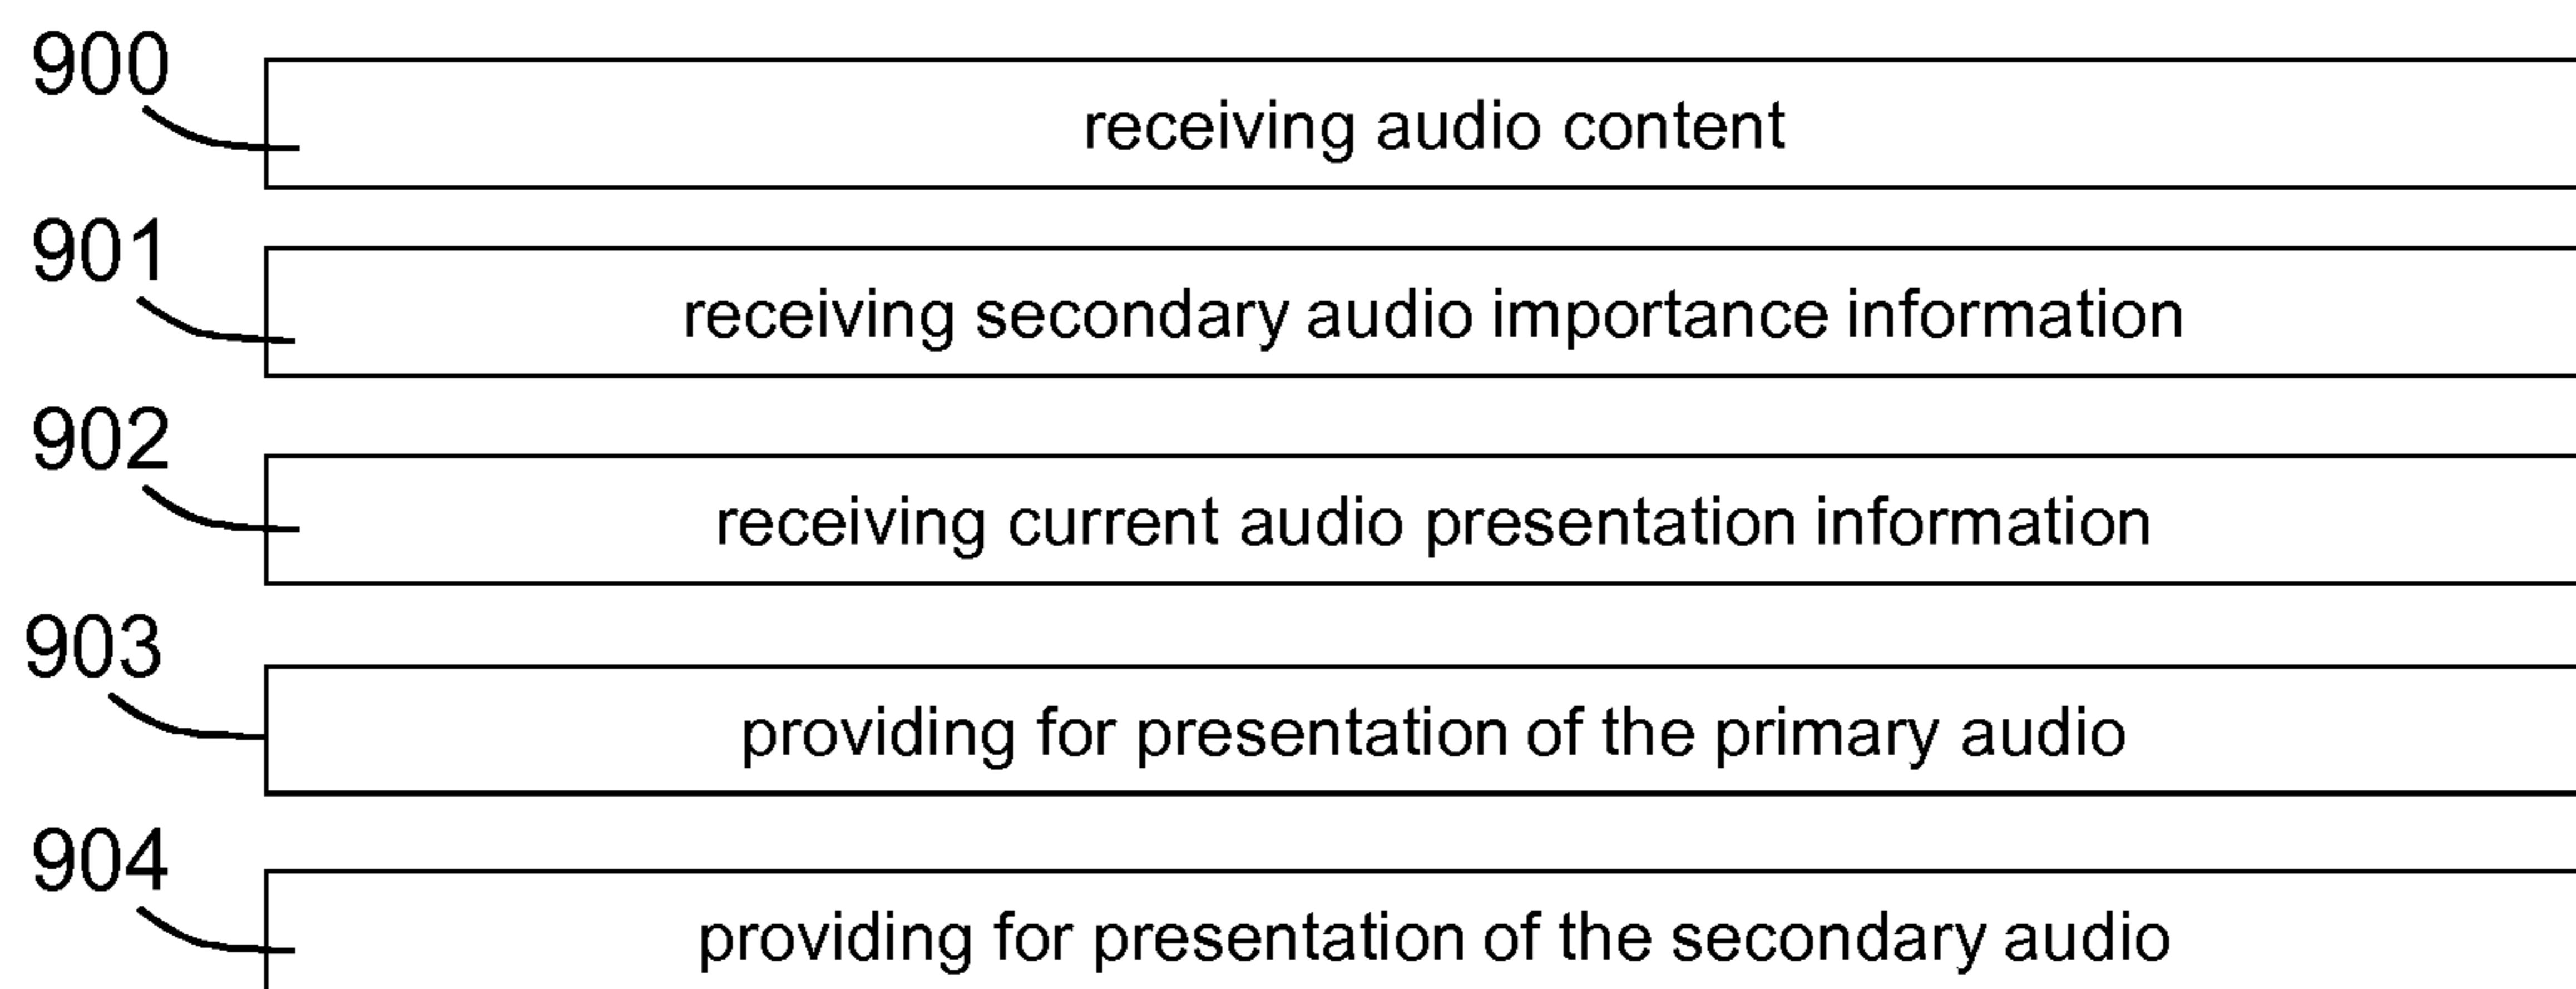 900
receiving audio content
901
receiving secondary audio importance information
902
receiving current audio presentation information
903
providing for presentation of the primary audio
904
providing for presentation of the secondary audio